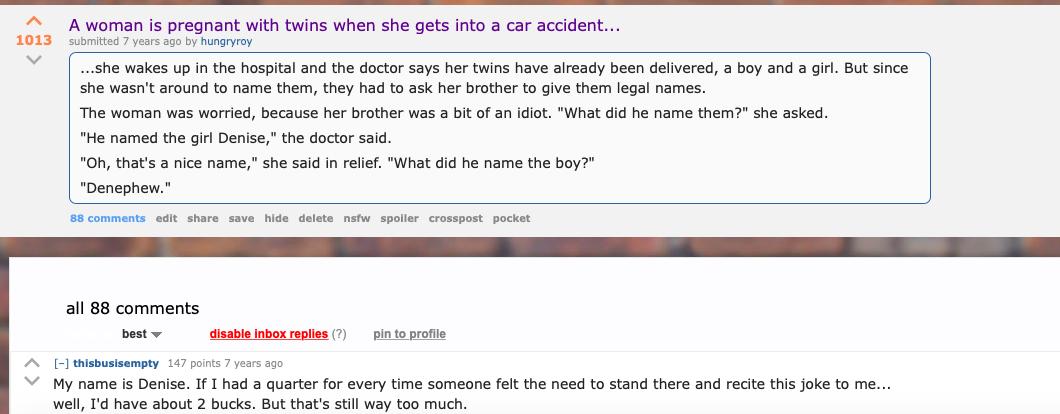 A woman is pregnant with twins when she gets into a car accident...
1013
submitted 7 years ago by hungryroy
...she wakes up in the hospital and the doctor says her twins have already been delivered, a boy and a girl. But since
she wasn't around to name them, they had to ask her brother to give them legal names.
The woman was worried, because her brother was a bit of an idiot. "What did he name them?" she asked.
"He named the girl Denise," the doctor said.
"Oh, that's a nice name," she said in relief. "What did he name the boy?"
"Denephew."
88 comments edit share save hide delete nsfw spoiler crosspost pocket
all 88 comments
best disable inbox replies (?) pin to profile
[–] thisbusisempty 147 points 7 years ago
My name is Denise. If I had a quarter for every time someone felt the need to stand there and recite this joke to me...
well, I'd have about 2 bucks. But that's still way too much.